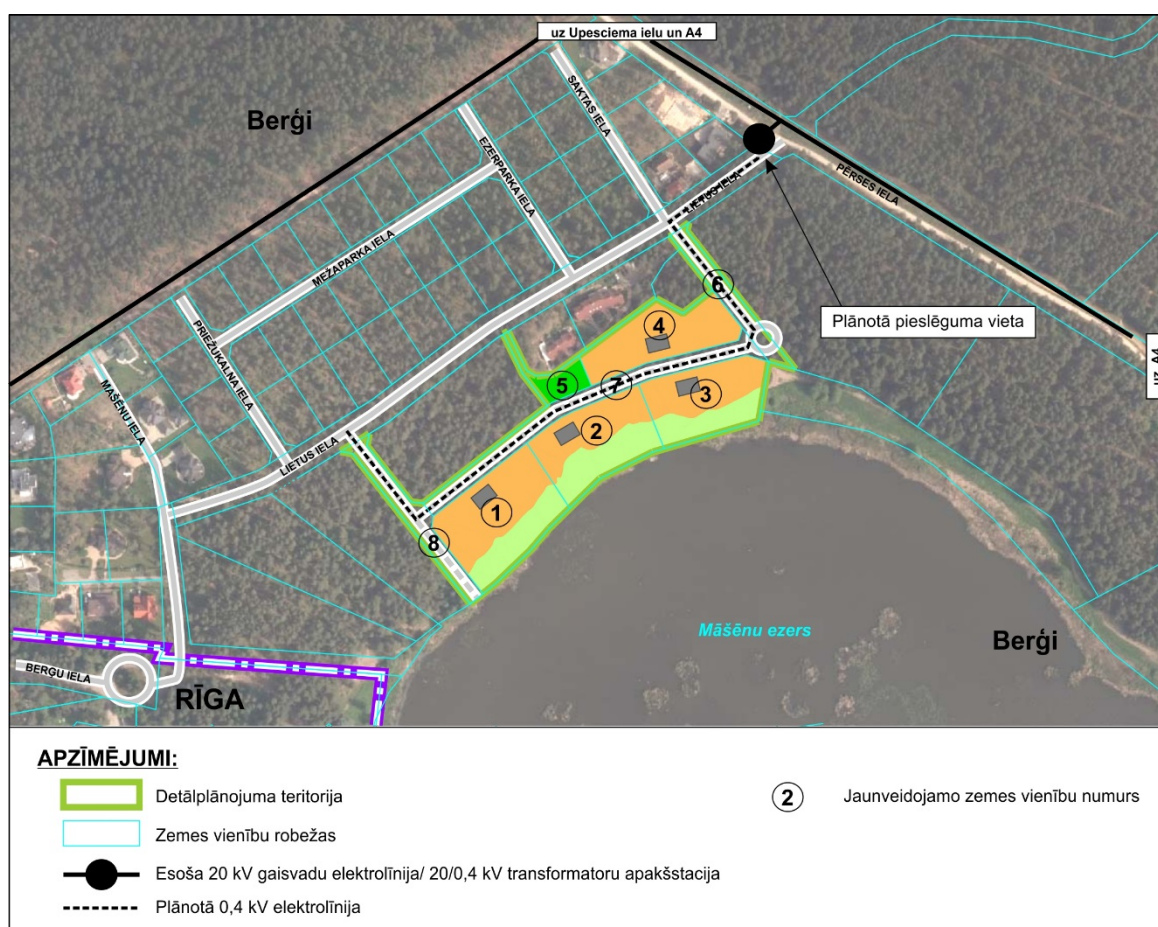 uz Upesciema ielu un A4
Berģi
SAKTAS IELA
EZERPARKA IELA
MEŽAPARKA IELA
LIETUS IELA
PĒRSES IELA
PRIEŽUKALNA IELA
MAŠĒNU IELA
6
Plānotā pieslēguma vieta
4
uz A4
5
7
3
2
LIETUS IELA
1
8
Māšēnu ezers
Berģi
BERĢU IELA
RĪGA
APZĪMĒJUMI:
Detālplānojuma teritorija
2 Jaunveidojamo zemes vienību numurs
Zemes vienību robežas
Esoša 20 kV gaisvadu elektrolīnija/ 20/0,4 kV transformatoru apakšstacija
Plānotā 0,4 kV elektrolīnija